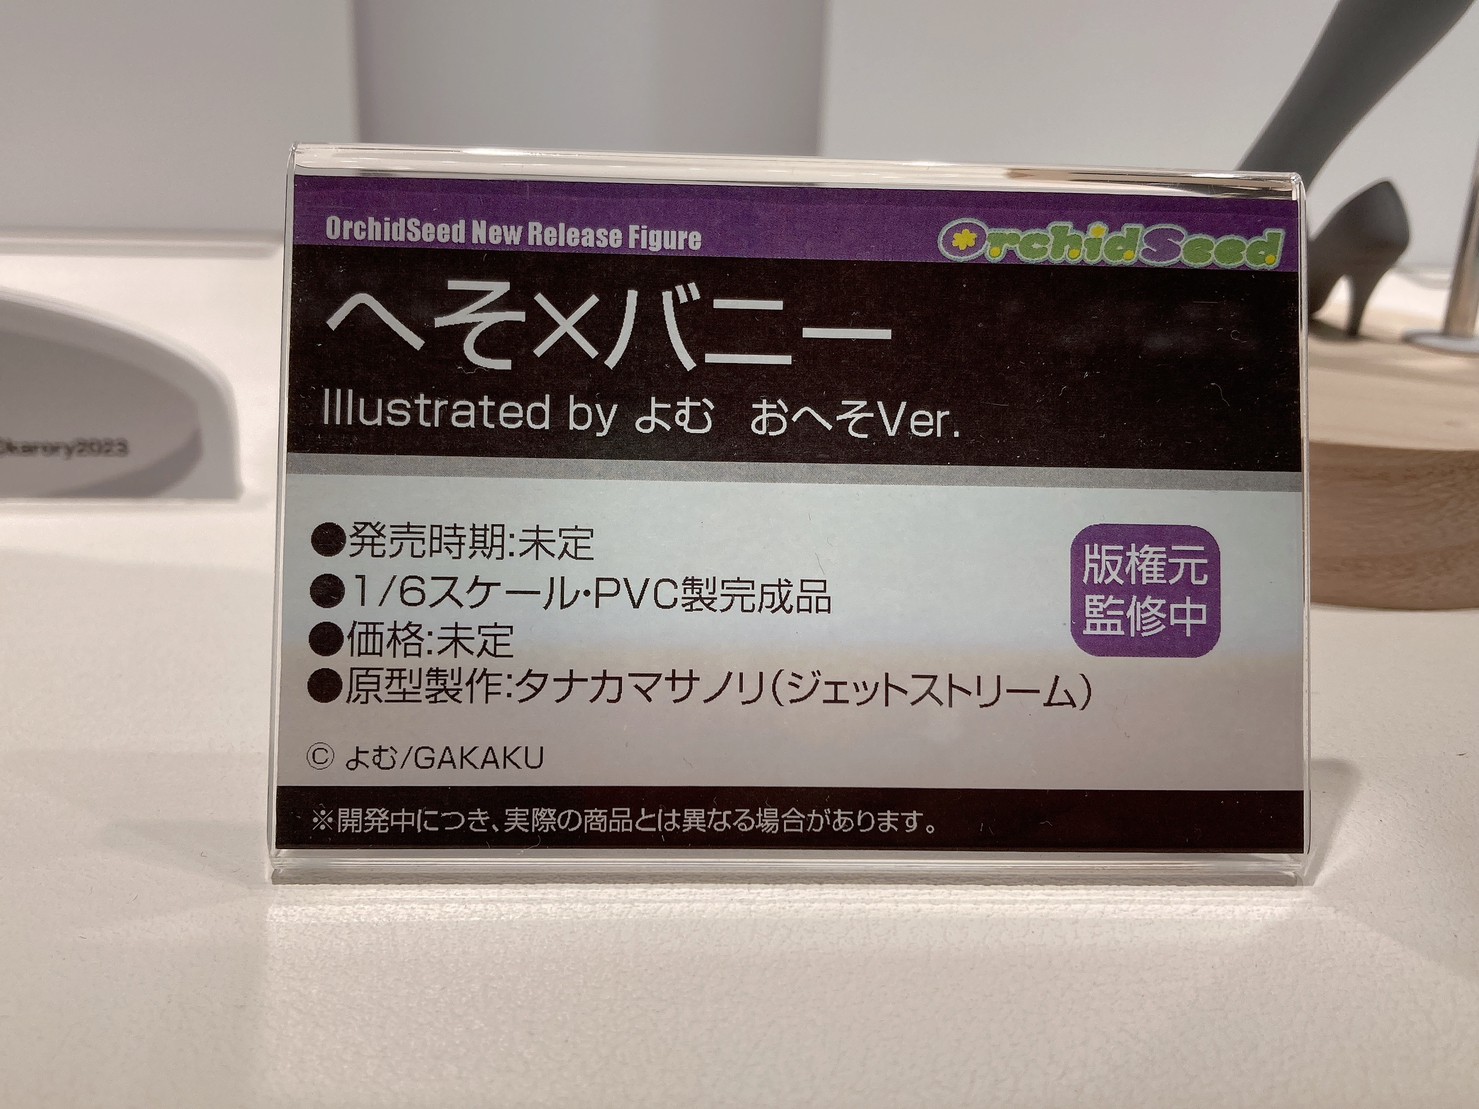 OrchidSeed New Release Figure
OrchidSeed
へそ×バニー
Illustrated by よむ おへそVer.
●発売時期:未定
●1/6スケール・PVC製完成品
●価格:未定
●原型製作:タナカマサノリ(ジェットストリーム)
版権元
監修中
© よむ/GAKAKU
※開発中につき、実際の商品とは異なる場合があります。
kerory2023